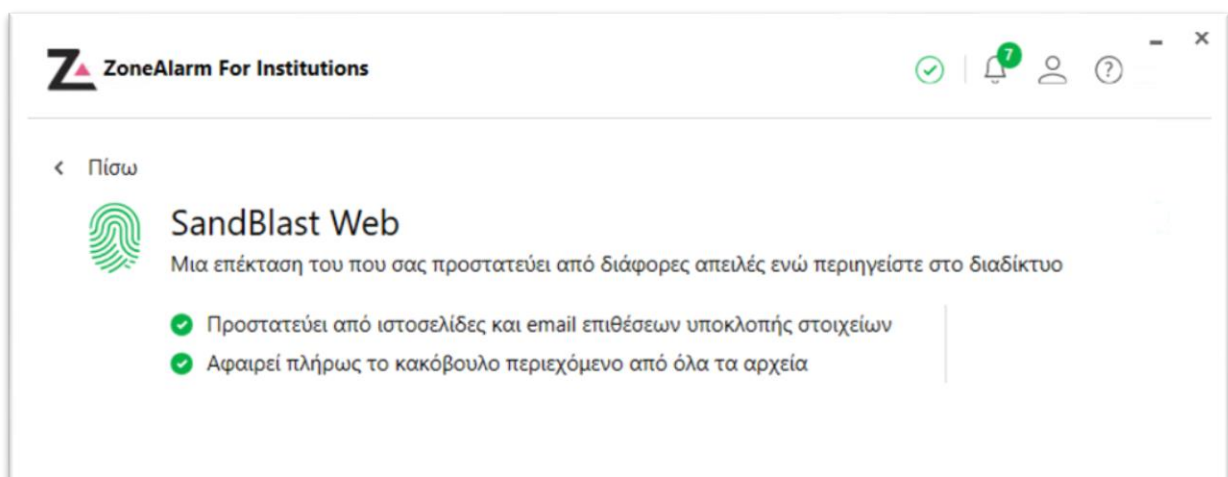 ZoneAlarm For Institutions
7
Πίσω
SandBlast Web
Μια επέκταση του που σας προστατεύει από διάφορες απειλές ενώ περιηγείστε στο διαδίκτυο
Προστατεύει από ιστοσελίδες και email επιθέσεων υποκλοπής στοιχείων
Αφαιρεί πλήρως το κακόβουλο περιεχόμενο από όλα τα αρχεία